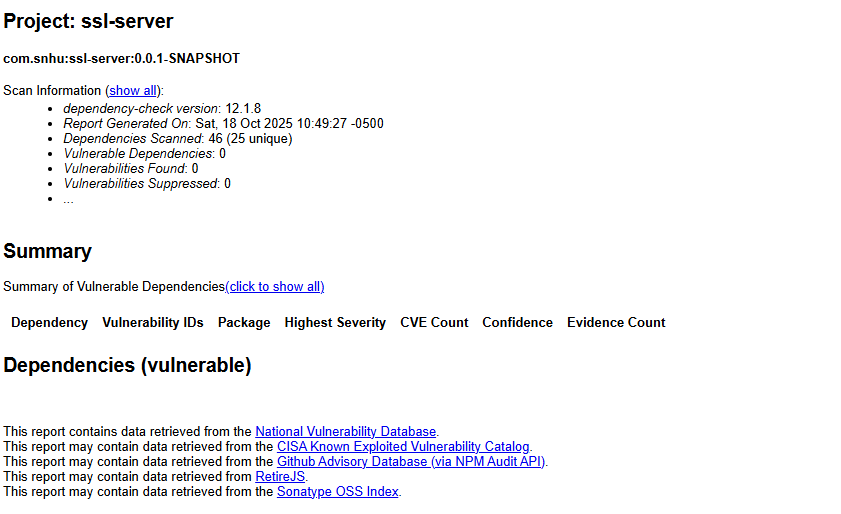 Project: ssl-server
com.snhu:ssl-server:0.0.1-SNAPSHOT
Scan Information (show all):
• dependency-check version: 12.1.8
• Report Generated On: Sat, 18 Oct 2025 10:49:27 -0500
• Dependencies Scanned: 46 (25 unique)
• Vulnerable Dependencies: 0
• Vulnerabilities Found: 0
• Vulnerabilities Suppressed: 0
• ...
Summary
Summary of Vulnerable Dependencies(click to show all)
Dependency Vulnerability IDs Package Highest Severity CVE Count Confidence Evidence Count
Dependencies (vulnerable)
This report contains data retrieved from the National Vulnerability Database.
This report may contain data retrieved from the CISA Known Exploited Vulnerability Catalog.
This report may contain data retrieved from the Github Advisory Database (via NPM Audit API).
This report may contain data retrieved from RetireJS.
This report may contain data retrieved from the Sonatype OSS Index.